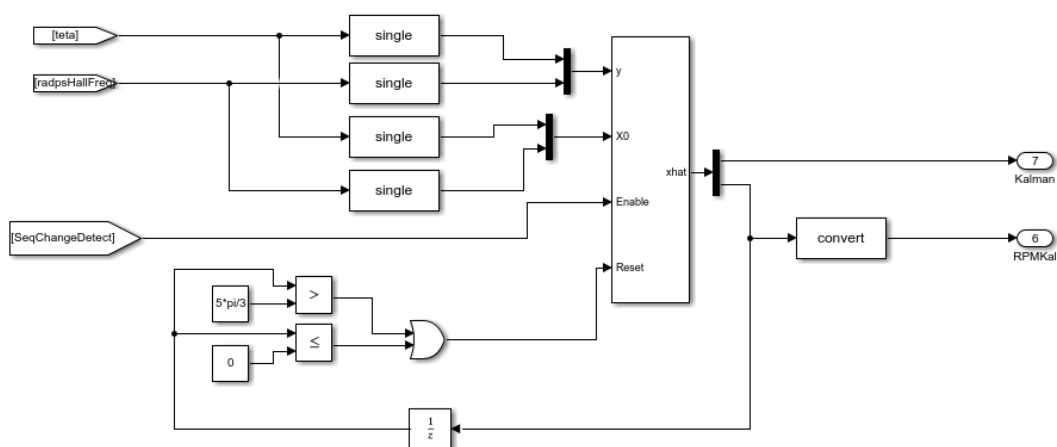 [teta]
single
[radpsHallFreq]
single
single
single
y
X0
xhat
Enable
Reset
7
Kalman
[SeqChangeDetect]
convert
6
RPMKal
5*pi/3
>
≤
0
1
z